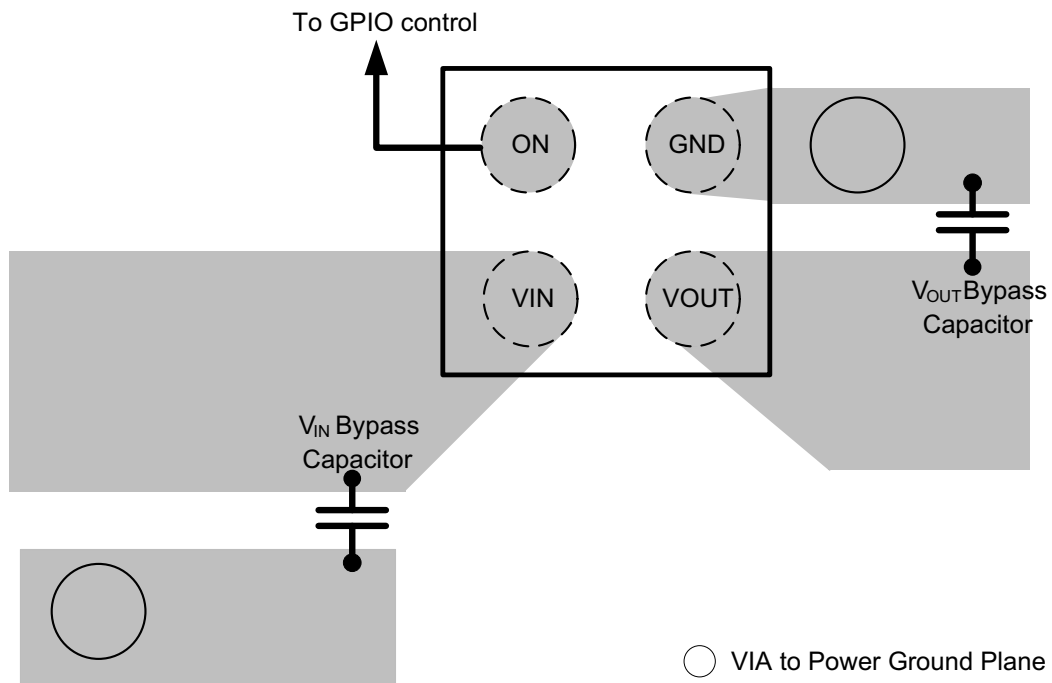 To GPIO control
ON
GND
VIN
VOUT
VOUT Bypass
Capacitor
VIN Bypass
Capacitor
VIA to Power Ground Plane